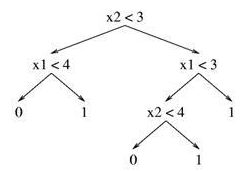 x2 < 3
x1 < 4 x1 < 3
0 1 x2 < 4 1
0 1